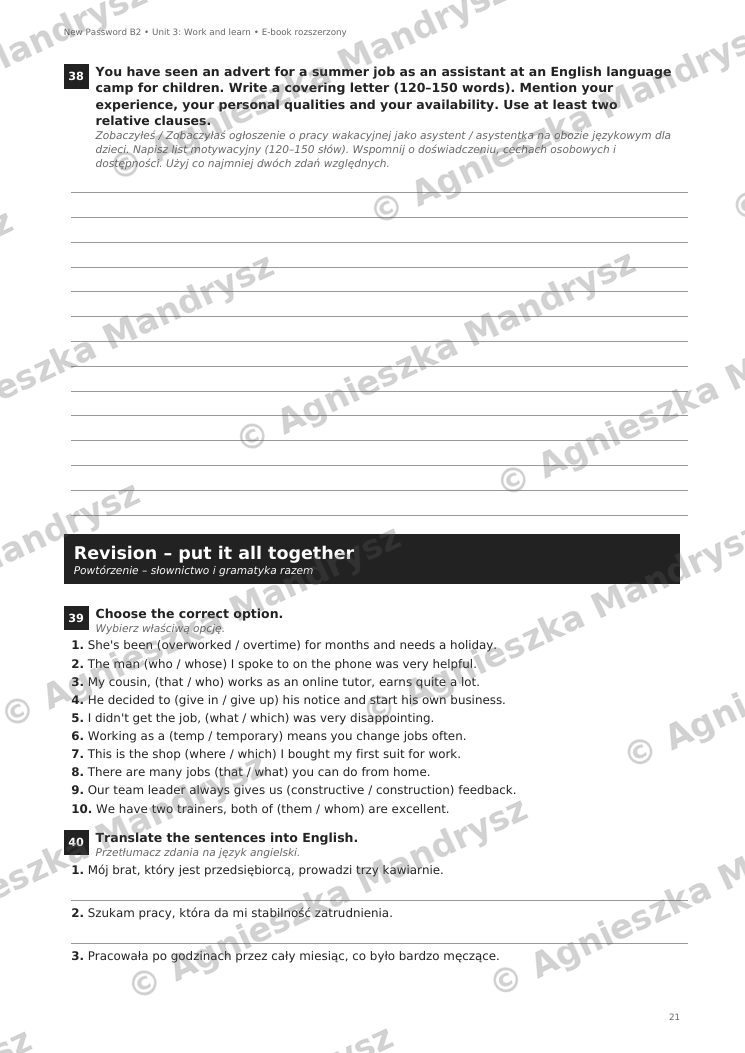 New Password B2 • Unit 3: Work and learn • E-book rozszerzony
38 You have seen an advert for a summer job as an assistant at an English language
camp for children. Write a covering letter (120–150 words). Mention your
experience, your personal qualities and your availability. Use at least two
relative clauses.
Zobaczyłeś / Zobaczyłaś ogłoszenie o pracy wakacyjnej jako asystent / asystentka na obozie językowym dla
dzieci. Napisz list motywacyjny (120–150 słów). Wspomnij o doświadczeniu, cechach osobowych i
dostępności. Użyj co najmniej dwóch zdań względnych.
Revision – put it all together
Powtórzenie – słownictwo i gramatyka razem
39 Choose the correct option.
Wybierz właściwą opcję.
1. She's been (overworked / overtime) for months and needs a holiday.
2. The man (who / whose) I spoke to on the phone was very helpful.
3. My cousin, (that / who) works as an online tutor, earns quite a lot.
4. He decided to (give in / give up) his notice and start his own business.
5. I didn't get the job, (what / which) was very disappointing.
6. Working as a (temp / temporary) means you change jobs often.
7. This is the shop (where / which) I bought my first suit for work.
8. There are many jobs (that / what) you can do from home.
9. Our team leader always gives us (constructive / construction) feedback.
10. We have two trainers, both of (them / whom) are excellent.
40 Translate the sentences into English.
Przetłumacz zdania na język angielski.
1. Mój brat, który jest przedsiębiorcą, prowadzi trzy kawiarnie.
2. Szukam pracy, która da mi stabilność zatrudnienia.
3. Pracowała po godzinach przez cały miesiąc, co było bardzo męczące.
21
© Agnieszka Mandrysz